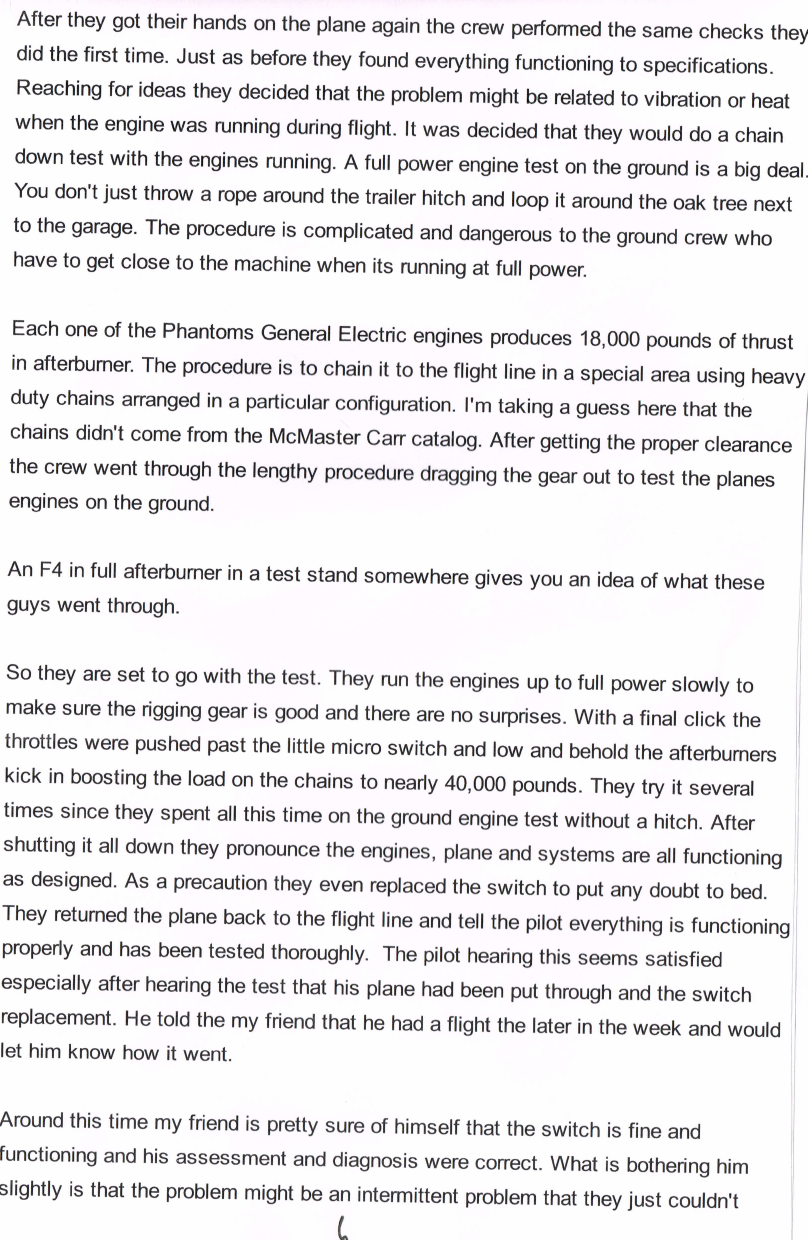 After they got their hands on the plane again the crew performed the same checks they
did the first time. Just as before they found everything functioning to specifications.
Reaching for ideas they decided that the problem might be related to vibration or heat
when the engine was running during flight. It was decided that they would do a chain
down test with the engines running. A full power engine test on the ground is a big deal.
You don't just throw a rope around the trailer hitch and loop it around the oak tree next
to the garage. The procedure is complicated and dangerous to the ground crew who
have to get close to the machine when its running at full power.

Each one of the Phantoms General Electric engines produces 18,000 pounds of thrust
in afterburner. The procedure is to chain it to the flight line in a special area using heavy
duty chains arranged in a particular configuration. I'm taking a guess here that the
chains didn't come from the McMaster Carr catalog. After getting the proper clearance
the crew went through the lengthy procedure dragging the gear out to test the planes
engines on the ground.

An F4 in full afterburner in a test stand somewhere gives you an idea of what these
guys went through.

So they are set to go with the test. They run the engines up to full power slowly to
make sure the rigging gear is good and there are no surprises. With a final click the
throttles were pushed past the little micro switch and low and behold the afterburners
kick in boosting the load on the chains to nearly 40,000 pounds. They try it several
times since they spent all this time on the ground engine test without a hitch. After
shutting it all down they pronounce the engines, plane and systems are all functioning
as designed. As a precaution they even replaced the switch to put any doubt to bed.
They returned the plane back to the flight line and tell the pilot everything is functioning
properly and has been tested thoroughly.  The pilot hearing this seems satisfied
especially after hearing the test that his plane had been put through and the switch
replacement. He told the my friend that he had a flight the later in the week and would
let him know how it went.

Around this time my friend is pretty sure of himself that the switch is fine and
functioning and his assessment and diagnosis were correct. What is bothering him
slightly is that the problem might be an intermittent problem that they just couldn't
6